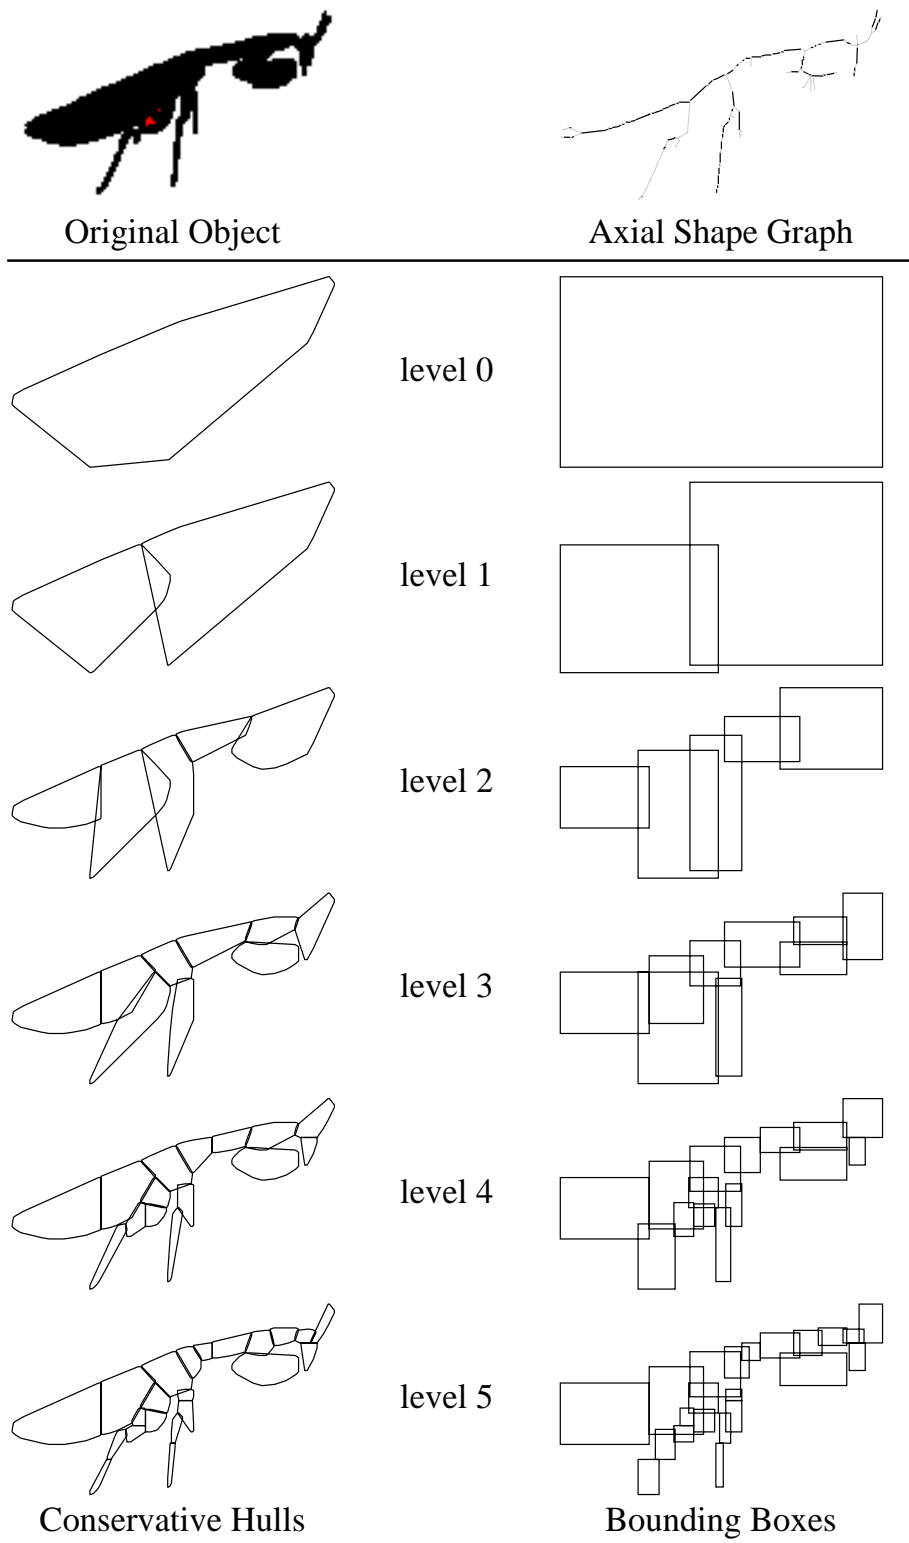 Original Object
Axial Shape Graph
level 0
level 1
level 2
level 3
level 4
level 5
Conservative Hulls
Bounding Boxes